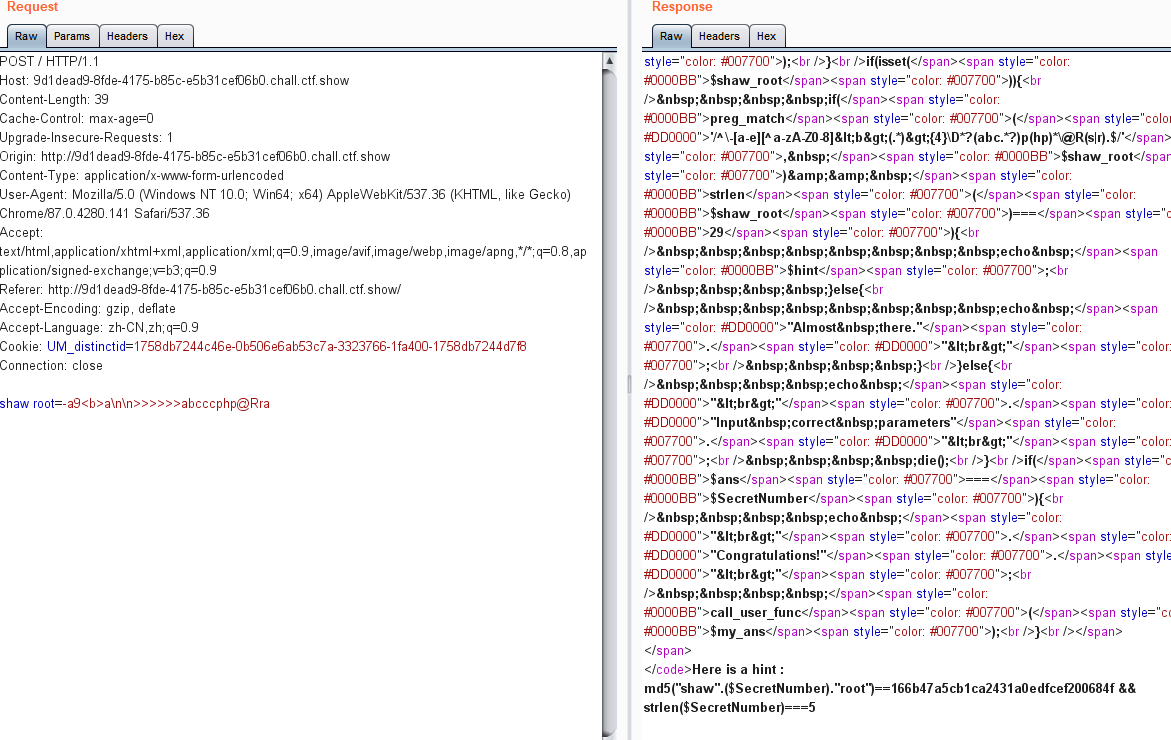 Request
Raw Params Headers Hex
POST / HTTP/1.1
Host: 9d1dead9-8fde-4175-b85c-e5b31cef06b0.chall.ctf.show
Content-Length: 39
Cache-Control: max-age=0
Upgrade-Insecure-Requests: 1
Origin: http://9d1dead9-8fde-4175-b85c-e5b31cef06b0.chall.ctf.show
Content-Type: application/x-www-form-urlencoded
User-Agent: Mozilla/5.0 (Windows NT 10.0; Win64; x64) AppleWebKit/537.36 (KHTML, like Gecko)
Chrome/87.0.4280.141 Safari/537.36
Accept:
text/html,application/xhtml+xml,application/xml;q=0.9,image/avif,image/webp,image/apng,*/*;q=0.8,ap
plication/signed-exchange;v=b3;q=0.9
Referer: http://9d1dead9-8fde-4175-b85c-e5b31cef06b0.chall.ctf.show/
Accept-Encoding: gzip, deflate
Accept-Language: zh-CN,zh;q=0.9
Cookie: UM_distinctid=1758db7244c46e-0b506e6ab53c7a-3323766-1fa400-1758db7244d7f8
Connection: close
shaw root=-a9<b>a\n\n>>>>>>abcccphp@Rra
Response
Raw Headers Hex
style="color: #007700">);<br />}<br />if(isset(</span><span style="color:
#0000BB">$shaw_root</span><span style="color: #007700">)){<br
/>&nbsp;&nbsp;&nbsp;&nbsp;if(</span><span style="color:
#0000BB">preg_match</span><span style="color: #007700">(</span><span style="color:
#DD0000">'/^\-[a-e][^a-zA-Z0-8]&lt;b&gt;(.*)&gt;{4}\D*?(abc.*?)p(hp)*\@R(s|r).$/'</span>
style="color: #007700">,&nbsp;</span><span style="color: #0000BB">$shaw_root</span
style="color: #007700">)&amp;&amp;&nbsp;</span><span style="color:
#0000BB">strlen</span><span style="color: #007700">(</span><span style="color:
#0000BB">$shaw_root</span><span style="color: #007700">)===</span><span style="c
#0000BB">29</span><span style="color: #007700">){<br
/>&nbsp;&nbsp;&nbsp;&nbsp;&nbsp;&nbsp;&nbsp;&nbsp;echo&nbsp;</span><span
style="color: #0000BB">$hint</span><span style="color: #007700">;<br
/>&nbsp;&nbsp;&nbsp;&nbsp;}else{<br
/>&nbsp;&nbsp;&nbsp;&nbsp;&nbsp;&nbsp;&nbsp;&nbsp;echo&nbsp;</span><span
style="color: #DD0000">"Almost&nbsp;there."</span><span style="color:
#007700">.</span><span style="color: #DD0000">"&lt;br&gt;"</span><span style="color:
#007700">;<br />&nbsp;&nbsp;&nbsp;&nbsp;}<br />}else{<br
/>&nbsp;&nbsp;&nbsp;&nbsp;echo&nbsp;</span><span style="color:
#DD0000">"&lt;br&gt;"</span><span style="color: #007700">.</span><span style="color:
#DD0000">"Input&nbsp;correct&nbsp;parameters"</span><span style="color:
#007700">.</span><span style="color: #DD0000">"&lt;br&gt;"</span><span style="color:
#007700">;<br />&nbsp;&nbsp;&nbsp;&nbsp;die();<br />}<br />if(</span><span style="c
#0000BB">$ans</span><span style="color: #007700">===</span><span style="color:
#0000BB">$SecretNumber</span><span style="color: #007700">){<br
/>&nbsp;&nbsp;&nbsp;&nbsp;echo&nbsp;</span><span style="color:
#DD0000">"&lt;br&gt;"</span><span style="color: #007700">.</span><span style="color:
#DD0000">"Congratulations!"</span><span style="color: #007700">.</span><span style
#DD0000">"&lt;br&gt;"</span><span style="color: #007700">;<br
/>&nbsp;&nbsp;&nbsp;&nbsp;</span><span style="color:
#0000BB">call_user_func</span><span style="color: #007700">(</span><span style="co
#0000BB">$my_ans</span><span style="color: #007700">);<br />}<br /></span>
</span>
</code>Here is a hint :
md5("shaw".($SecretNumber)."root")==166b47a5cb1ca2431a0edfcef200684f &&
strlen($SecretNumber)===5